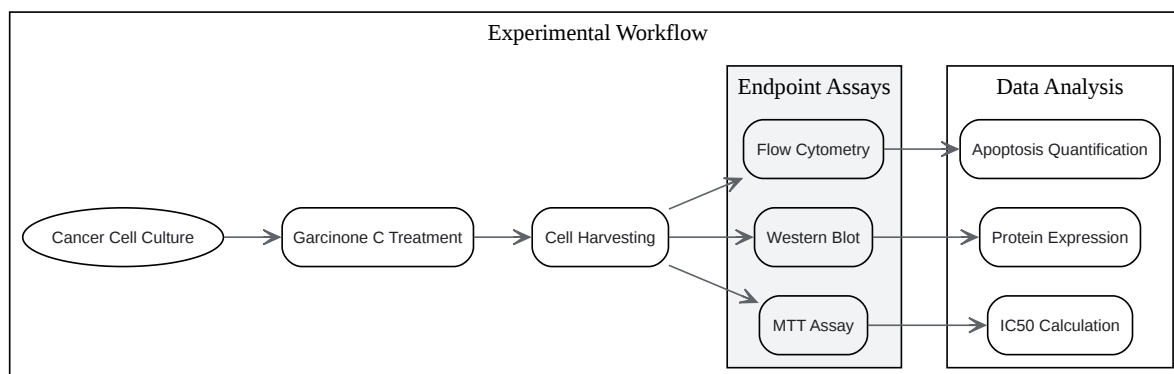 Experimental Workflow
Endpoint Assays
Data Analysis
Flow Cytometry
Apoptosis Quantification
Cancer Cell Culture
Garcinone C Treatment
Cell Harvesting
Western Blot
Protein Expression
MTT Assay
IC50 Calculation